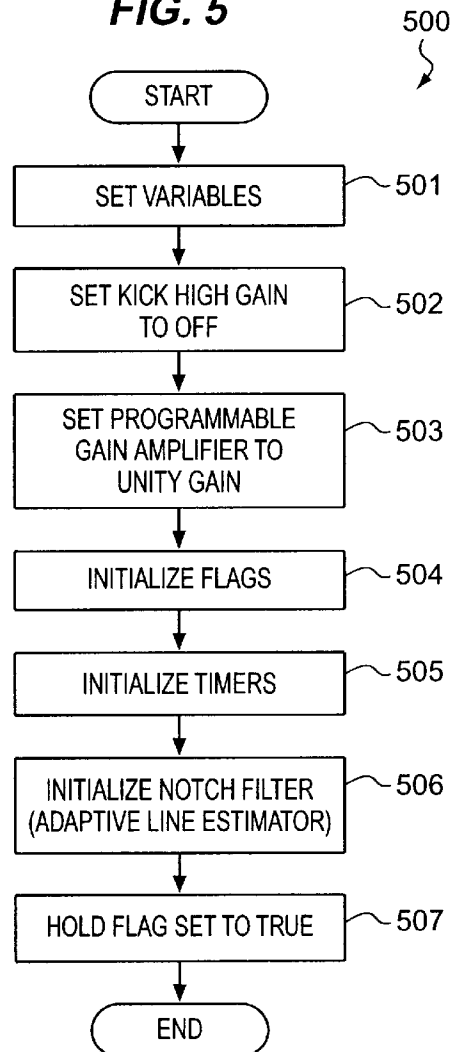 FIG. 5
500
START
SET VARIABLES
501
SET KICK HIGH GAIN
TO OFF
502
SET PROGRAMMABLE
GAIN AMPLIFIER TO
UNITY GAIN
503
INITIALIZE FLAGS
504
INITIALIZE TIMERS
505
INITIALIZE NOTCH FILTER
(ADAPTIVE LINE ESTIMATOR)
506
HOLD FLAG SET TO TRUE
507
END